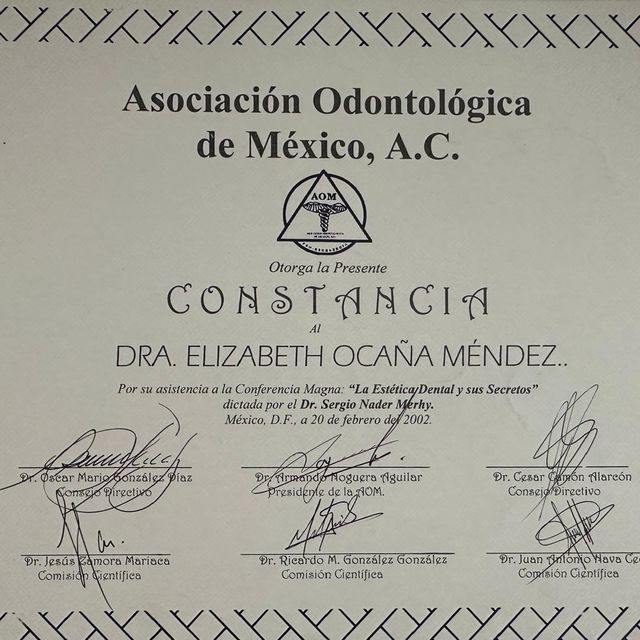 Asociación Odontológica
de México, A.C.
AOM
Otorga la Presente
CONSTANCIA
Al
DRA. ELIZABETH OCAÑA MÉNDEZ..
Por su asistencia a la Conferencia Magna: “La Estética Dental y sus Secretos”
dictada por el Dr. Sergio Nader Merhy.
México, D.F., a 20 de febrero de 2002.
Dr. Oscar Mario González Díaz
Consejo Directivo
Dr. Armando Noguera Aguilar
Presidente de la AOM.
Dr. Cesar Limón Alarcón
Consejo Directivo
Dr. Jesús Zamora Mariaca
Comisión Científica
Dr. Ricardo M. González González
Comisión Científica
Dr. Juan Antonio Nava
Comisión Científica